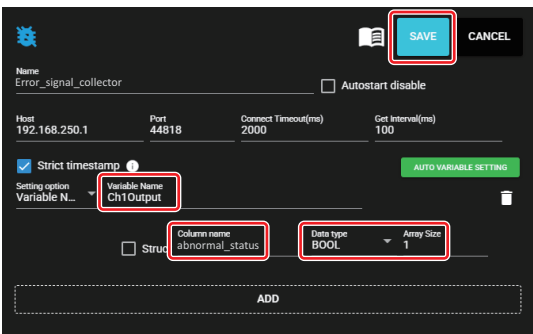 SAVE CANCEL
Name
Error_signal_collector
Autostart disable
Host Port Connect Timeout(ms) Get Interval(ms)
192.168.250.1 44818 2000 100
Strict timestamp i AUTO VARIABLE SETTING
Setting option Variable Name
Variable N... Ch1Output
Column name Data type Array Size
Struc abnormal_status BOOL 1
ADD